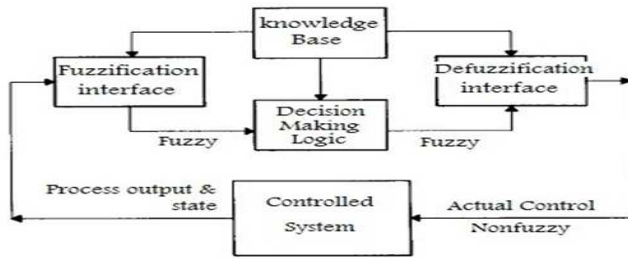 knowledge
Base
Fuzzification
interface
Defuzzification
interface
Decision
Making
Logic
Fuzzy
Fuzzy
Process output &
state
Controlled
System
Actual Control
Nonfuzzy